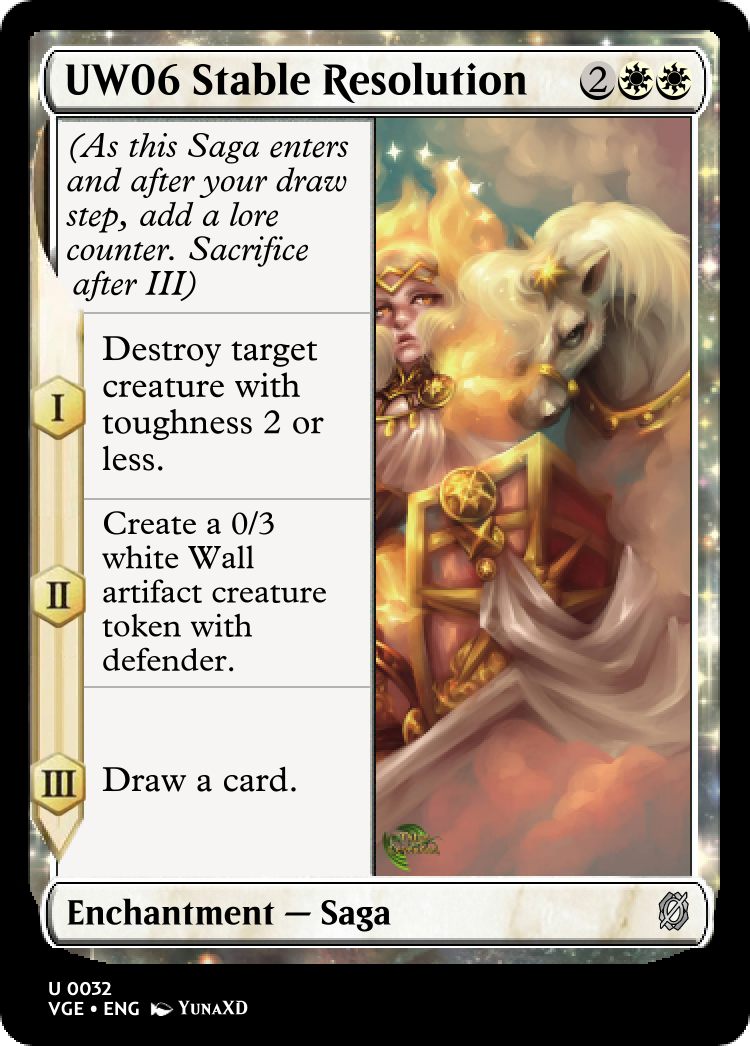 UW06 Stable Resolution 2
(As this Saga enters
and after your draw
step, add a lore
counter. Sacrifice
after III)
I
Destroy target
creature with
toughness 2 or
less.
II
Create a 0/3
white Wall
artifact creature
token with
defender.
III
Draw a card.
Enchantment — Saga
U 0032
VGE • ENG YunaXD